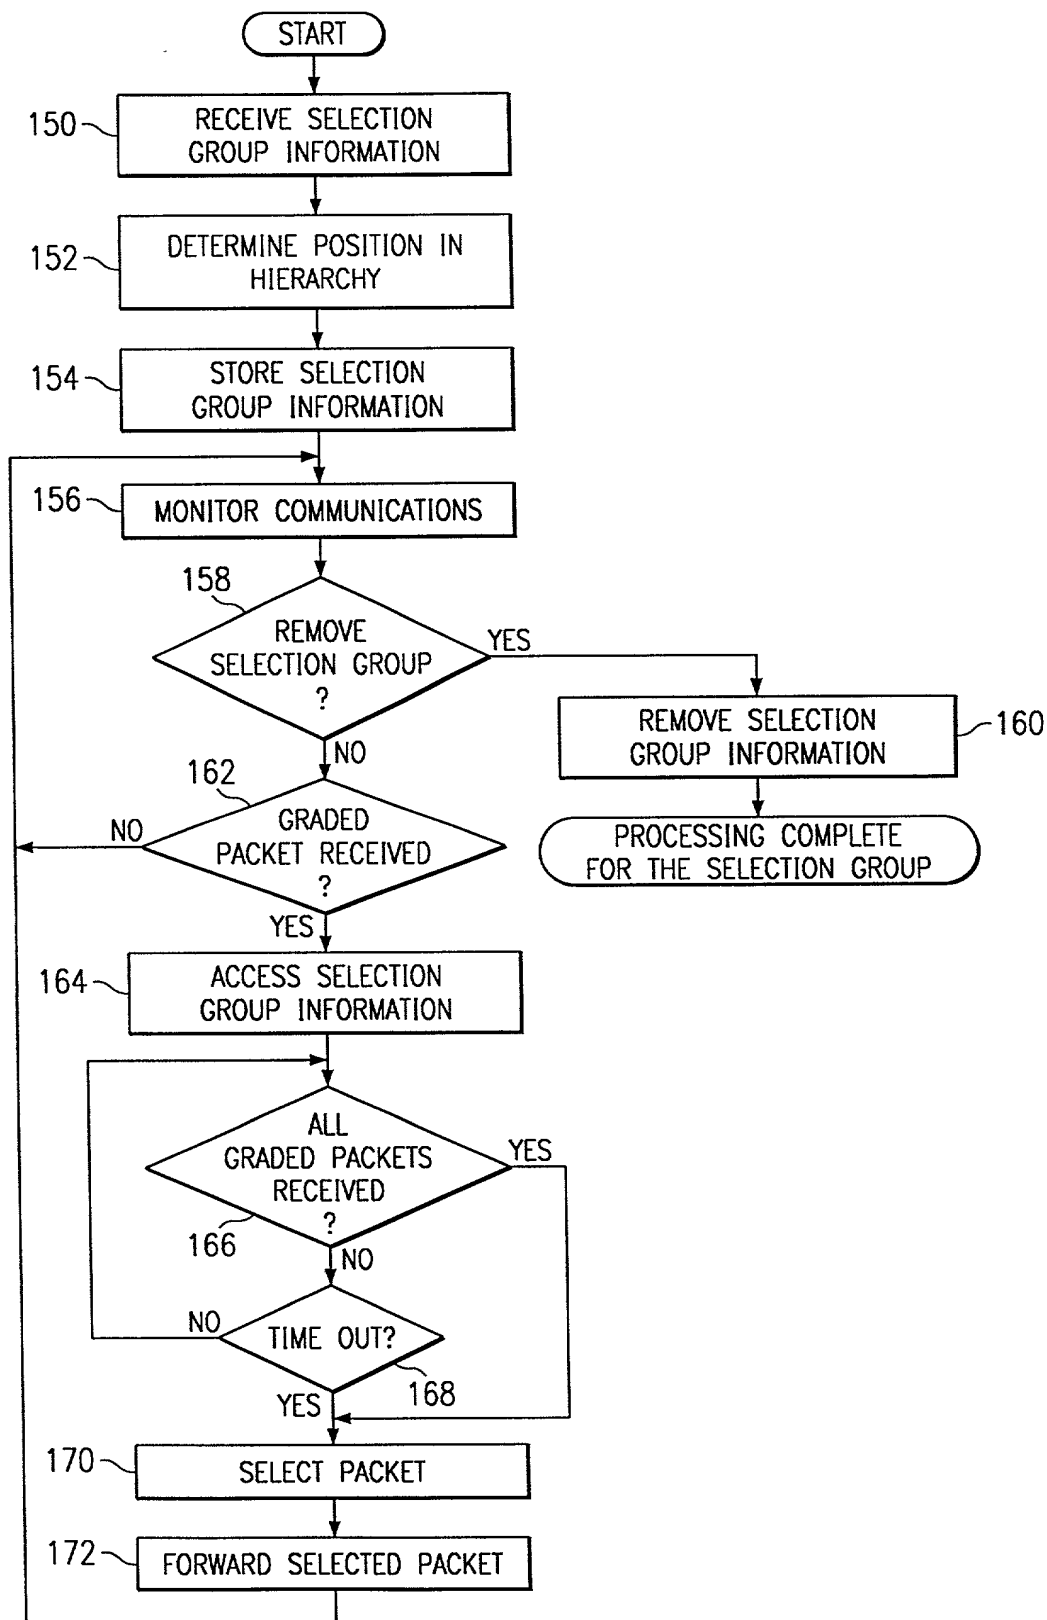 START
150
RECEIVE SELECTION
GROUP INFORMATION
152
DETERMINE POSITION IN
HIERARCHY
154
STORE SELECTION
GROUP INFORMATION
156
MONITOR COMMUNICATIONS
158
REMOVE
SELECTION GROUP
?
YES
NO
REMOVE SELECTION
GROUP INFORMATION
160
PROCESSING COMPLETE
FOR THE SELECTION GROUP
162
GRADED
PACKET RECEIVED
?
NO
YES
164
ACCESS SELECTION
GROUP INFORMATION
ALL
GRADED PACKETS
RECEIVED
?
YES
166
NO
TIME OUT?
NO
168
YES
170
SELECT PACKET
172
FORWARD SELECTED PACKET